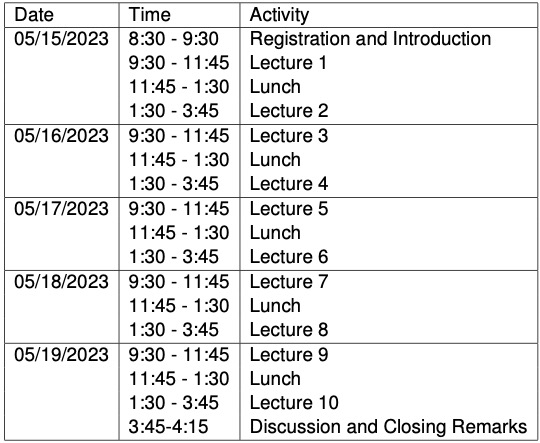 Date Time Activity
05/15/2023 8:30 - 9:30 Registration and Introduction
9:30 - 11:45 Lecture 1
11:45 - 1:30 Lunch
1:30 - 3:45 Lecture 2
05/16/2023 9:30 - 11:45 Lecture 3
11:45 - 1:30 Lunch
1:30 - 3:45 Lecture 4
05/17/2023 9:30 - 11:45 Lecture 5
11:45 - 1:30 Lunch
1:30 - 3:45 Lecture 6
05/18/2023 9:30 - 11:45 Lecture 7
11:45 - 1:30 Lunch
1:30 - 3:45 Lecture 8
05/19/2023 9:30 - 11:45 Lecture 9
11:45 - 1:30 Lunch
1:30 - 3:45 Lecture 10
3:45-4:15 Discussion and Closing Remarks